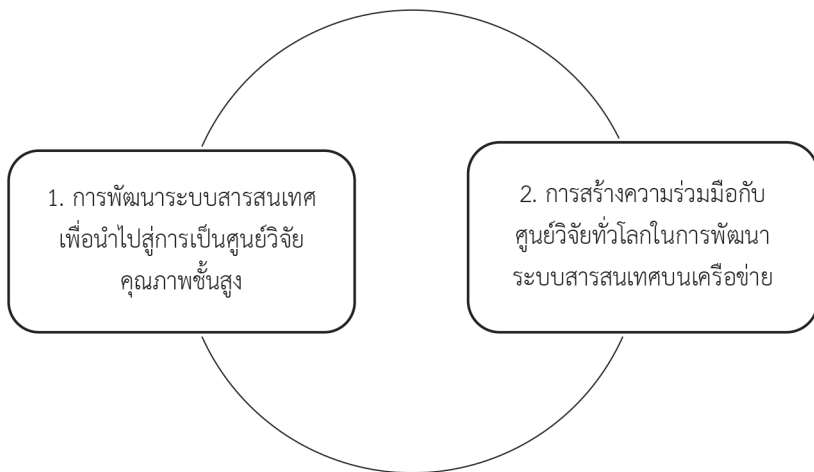 1. การพัฒนาระบบสารสนเทศ
เพื่อนำไปสู่การเป็นศูนย์วิจัย
คุณภาพชั้นสูง
2. การสร้างความร่วมมือกับ
ศูนย์วิจัยทั่วโลกในการพัฒนา
ระบบสารสนเทศบนเครือข่าย